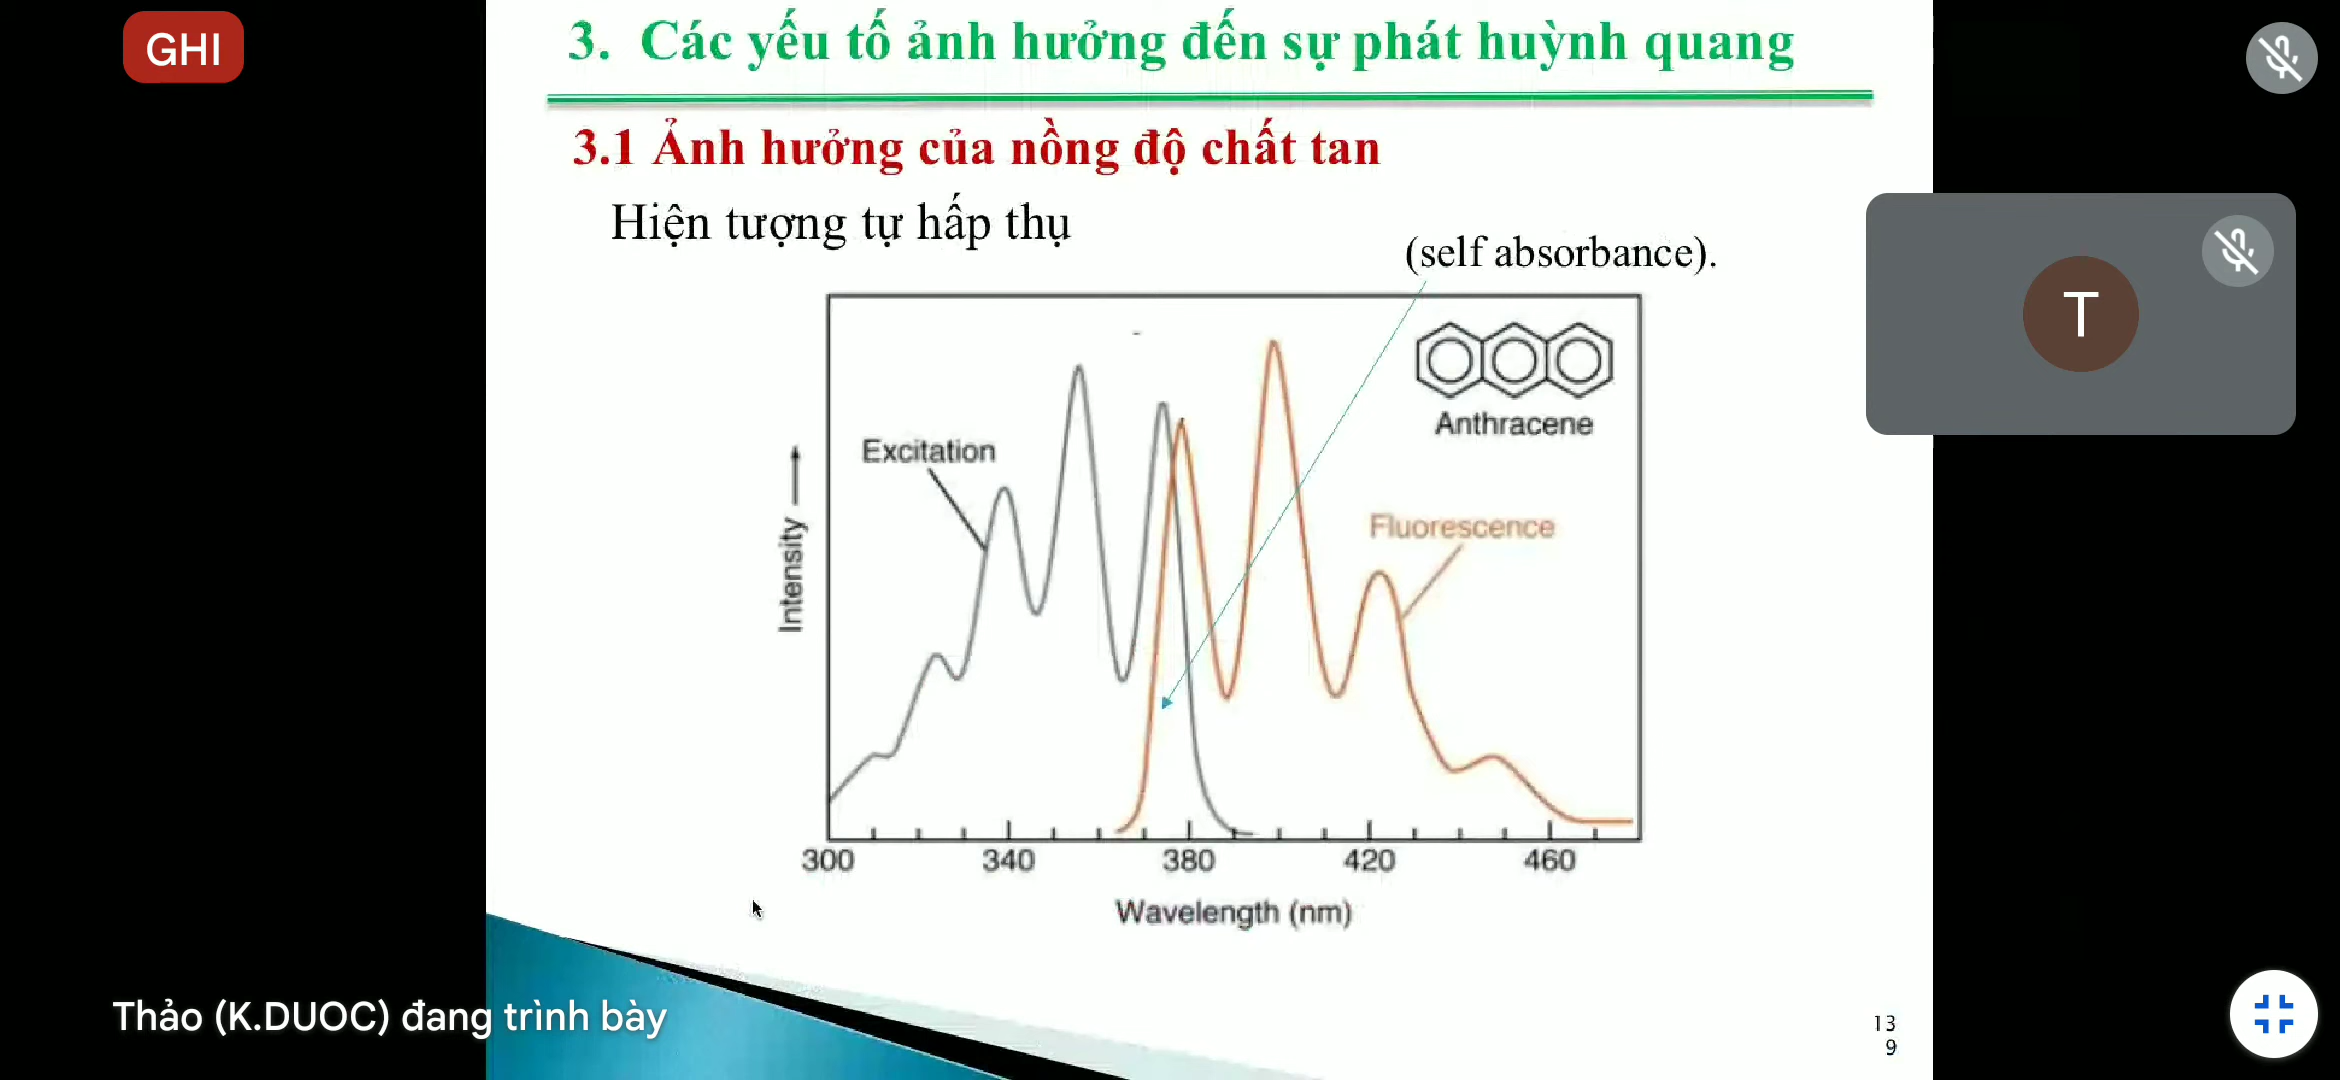 GHI
3. Các yếu tố ảnh hưởng đến sự phát huỳnh quang
3.1 Ảnh hưởng của nồng độ chất tan
Hiện tượng tự hấp thụ
(self absorbance).
T
Anthracene
Excitation
Fluorescence
Intensity
300 340 380 420 460
Wavelength (nm)
Thảo (K.DUOC) đang trình bày
13
9